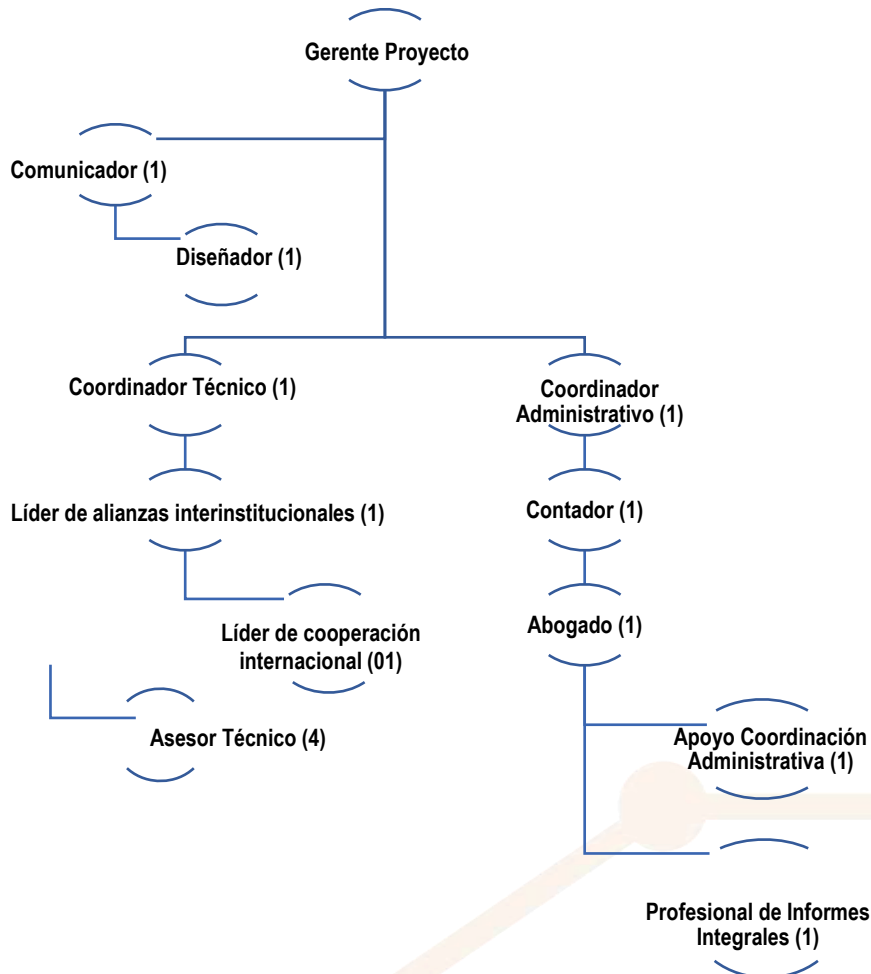 Gerente Proyecto
Comunicador (1)
Diseñador (1)
Coordinador Técnico (1)
Coordinador
Administrativo (1)
Líder de alianzas interinstitucionales (1)
Contador (1)
Líder de cooperación
internacional (01)
Abogado (1)
Asesor Técnico (4)
Apoyo Coordinación
Administrativa (1)
Profesional de Informes
Integrales (1)